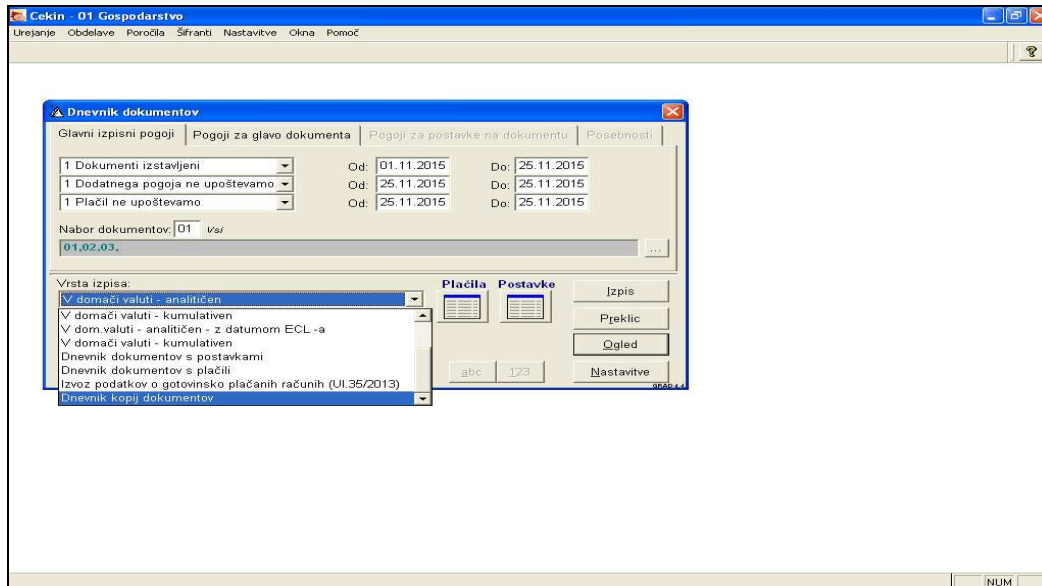 Cekin - 01 Gospodarstvo
Urejanje Obdelave Poročila Šifranti Nastavitve Okna Pomoč
Dnevnik dokumentov
Glavni izpisni pogoji Pogoji za glavo dokumenta Pogoji za postavke na dokumentu Posebnosti
1 Dokumenti izstavljeni Od: 01.11.2015 Do: 25.11.2015
1 Dodatnega pogoja ne upoštevamo Od: 25.11.2015 Do: 25.11.2015
1 Plačil ne upoštevamo Od: 25.11.2015 Do: 25.11.2015
Nabor dokumentov: 01 Vsi
01,02,03,
...
Vrsta izpisa:
V domači valuti - analitičen
V domači valuti - kumulativen
V dom.valuti - analitičen - z datumom ECL -a
V domači valuti - kumulativen
Dnevnik dokumentov s postavkami
Dnevnik dokumentov s plačili
Izvoz podatkov o gotovinsko plačanih računih (Ul.35/2013)
Dnevnik kopij dokumentov
Plačila Postavke
abc 123
Izpis
Preklic
Ogled
Nastavitve
GRAD 4.4
NUM